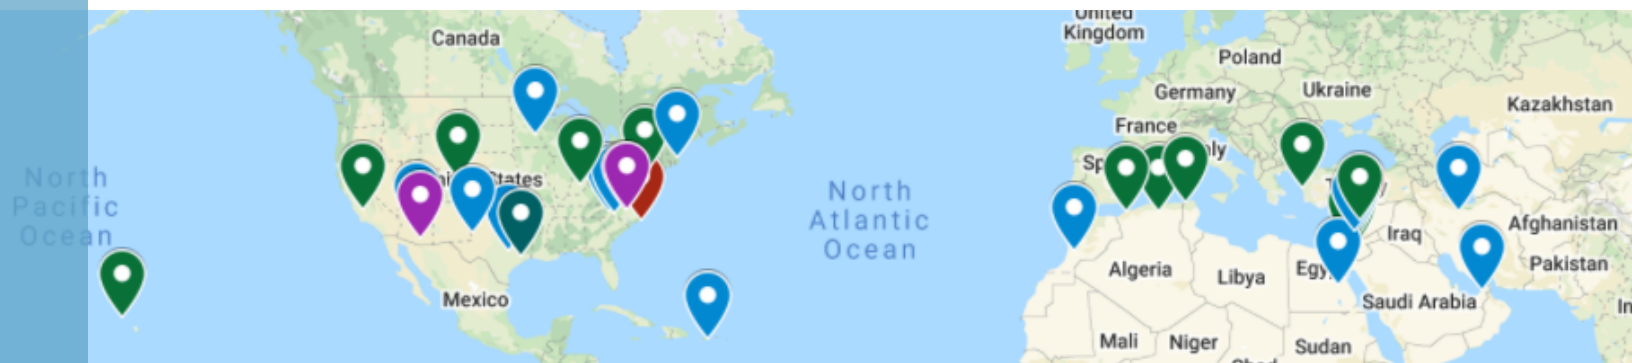 United
Kingdom
Canada
Poland
Germany
Ukraine
Kazakhstan
France
North
Pacific
Ocean
States
North
Atlantic
Ocean
Afghanistan
Iraq
Pakistan
Algeria
Libya
Mexico
Saudi Arabia
Mali
Niger
Sudan